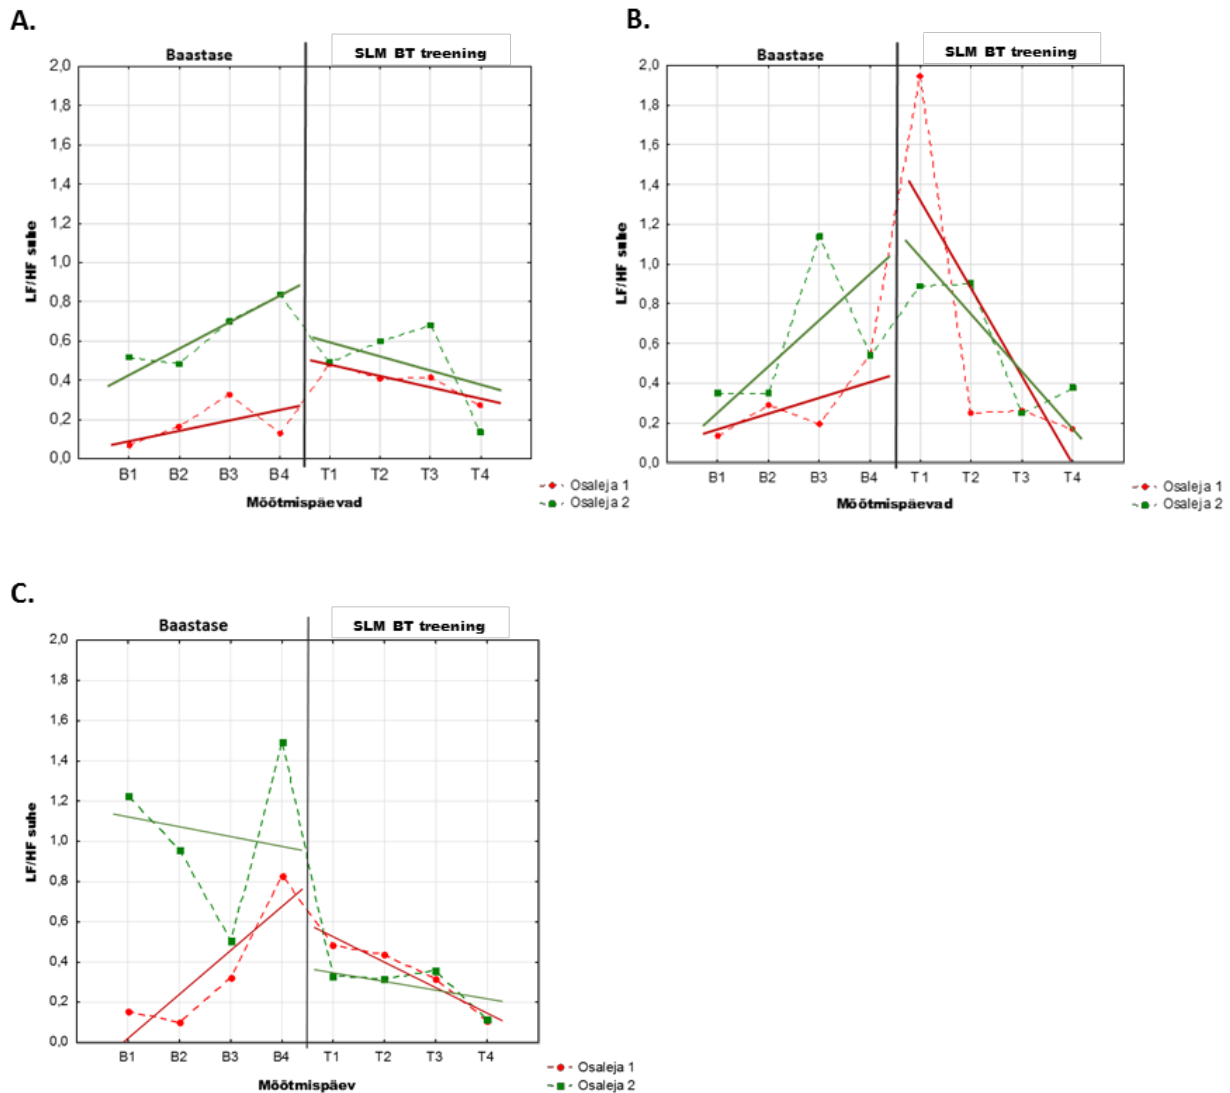 A.
Baastase
SLM BT treening
2,0
1,8
1,6
1,4
1,2
1,0
0,8
0,6
0,4
0,2
0,0
LF/HF suhe
B1 B2 B3 B4 T1 T2 T3 T4
Mõõtmispäevad
Osaleja 1
Osaleja 2
B.
Baastase
SLM BT treening
2,0
1,8
1,6
1,4
1,2
1,0
0,8
0,6
0,4
0,2
0,0
LF/HF suhe
B1 B2 B3 B4 T1 T2 T3 T4
Mõõtmispäevad
Osaleja 1
Osaleja 2
C.
Baastase
SLM BT treening
2,0
1,8
1,6
1,4
1,2
1,0
0,8
0,6
0,4
0,2
0,0
LF/HF suhe
B1 B2 B3 B4 T1 T2 T3 T4
Mõõtmispäev
Osaleja 1
Osaleja 2